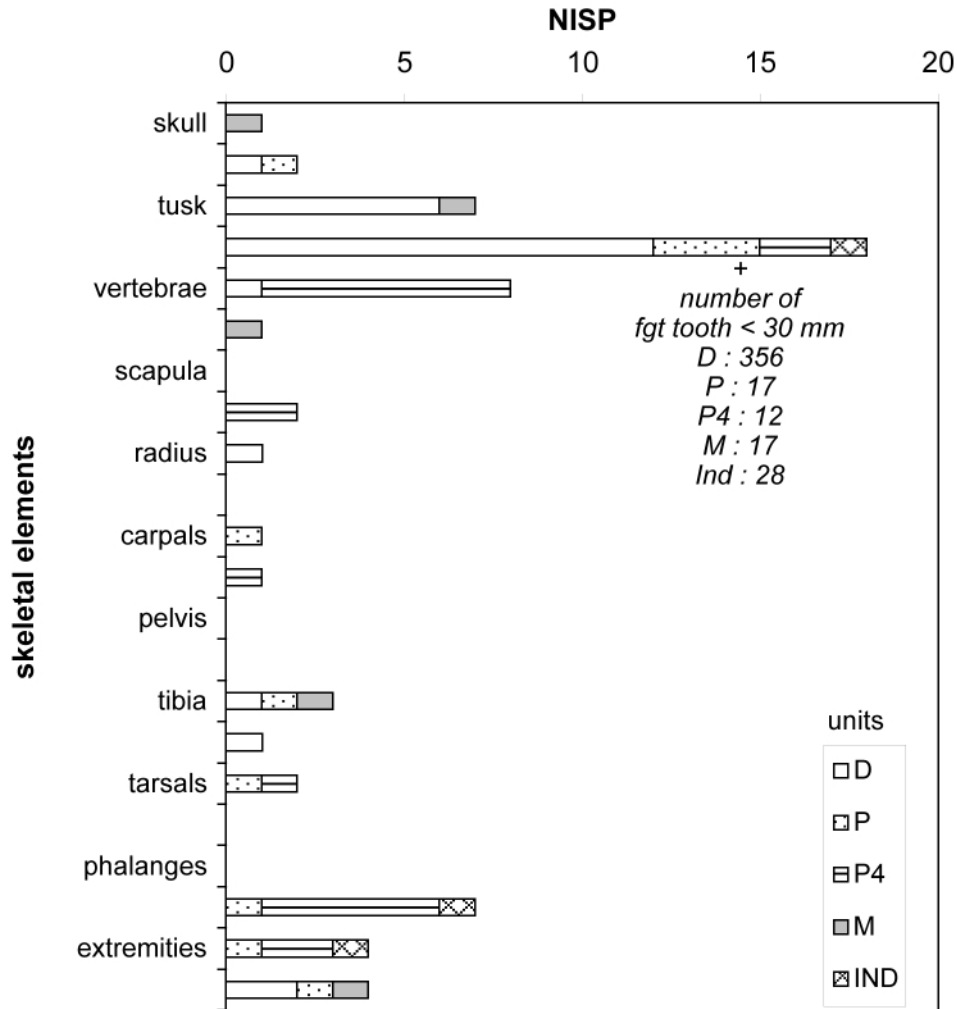 NISP
0 5 10 15 20
skull
tusk
vertebrae
scapula
radius
carpals
pelvis
tibia
tarsals
phalanges
extremities
skeletal elements
+
number of
fgt tooth < 30 mm
D : 356
P : 17
P4 : 12
M : 17
Ind : 28
units
D
P
P4
M
IND